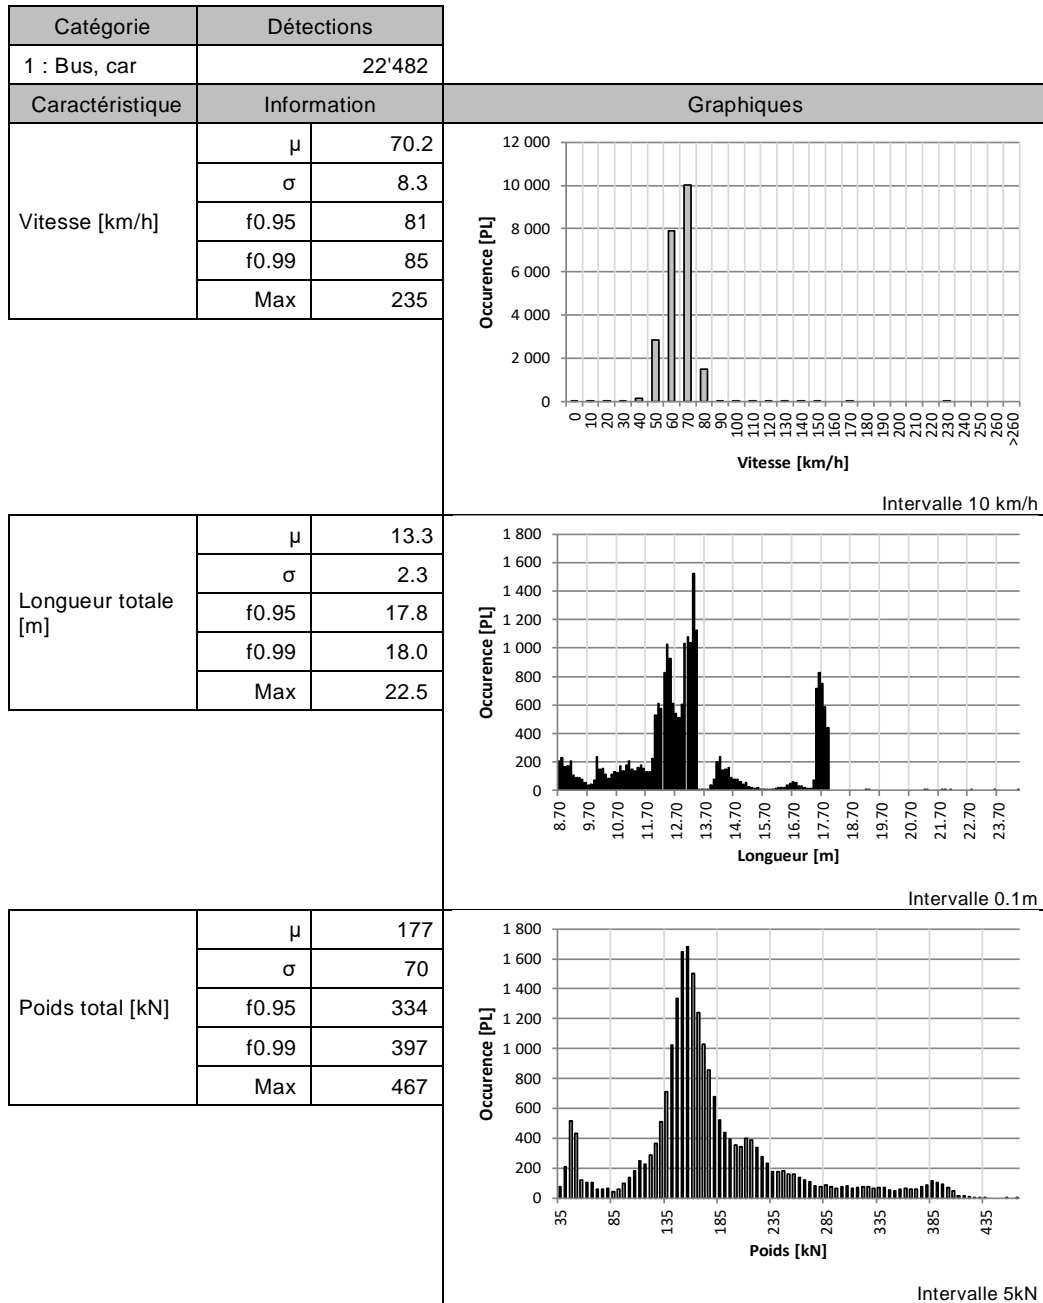 Catégorie Détections
1 : Bus, car 22'482
Caractéristique Information Graphiques
Vitesse [km/h]
µ 70.2
σ 8.3
f0.95 81
f0.99 85
Max 235
12 000
10 000
8 000
6 000
4 000
2 000
0
Occurence [PL]
0 10 20 30 40 50 60 70 80 90 100 110 120 130 140 150 160 170 180 190 200 210 220 230 240 250 260 >260
Vitesse [km/h]
Intervalle 10 km/h
Longueur totale
[m]
µ 13.3
σ 2.3
f0.95 17.8
f0.99 18.0
Max 22.5
1 800
1 600
1 400
1 200
1 000
800
600
400
200
0
Occurence [PL]
8.70 9.70 10.70 11.70 12.70 13.70 14.70 15.70 16.70 17.70 18.70 19.70 20.70 21.70 22.70 23.70
Longueur [m]
Intervalle 0.1m
Poids total [kN]
µ 177
σ 70
f0.95 334
f0.99 397
Max 467
1 800
1 600
1 400
1 200
1 000
800
600
400
200
0
Occurence [PL]
35 85 135 185 235 285 335 385 435
Poids [kN]
Intervalle 5kN